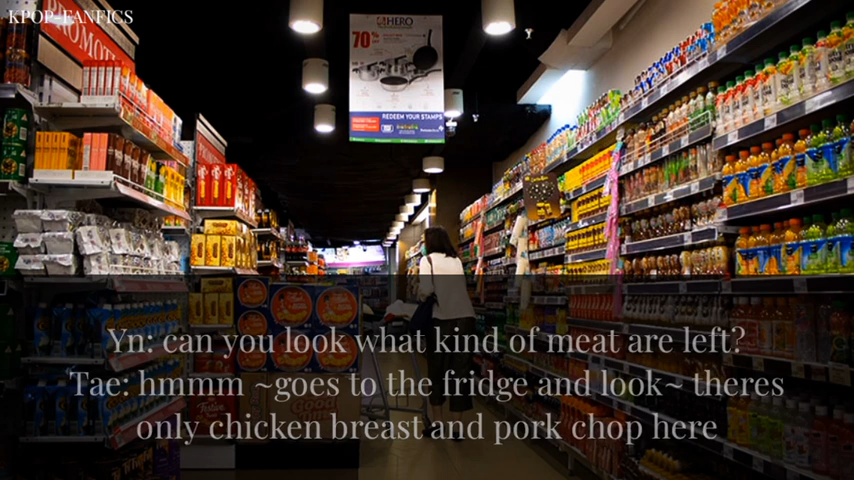 KPOP-FANFICS
PROMOTI
HERO
70%
REDEEM YOUR STAMPS
Yn: can you look what kind of meat are left?
Tae: hmmm ~goes to the fridge and look~ theres
only chicken breast and pork chop here